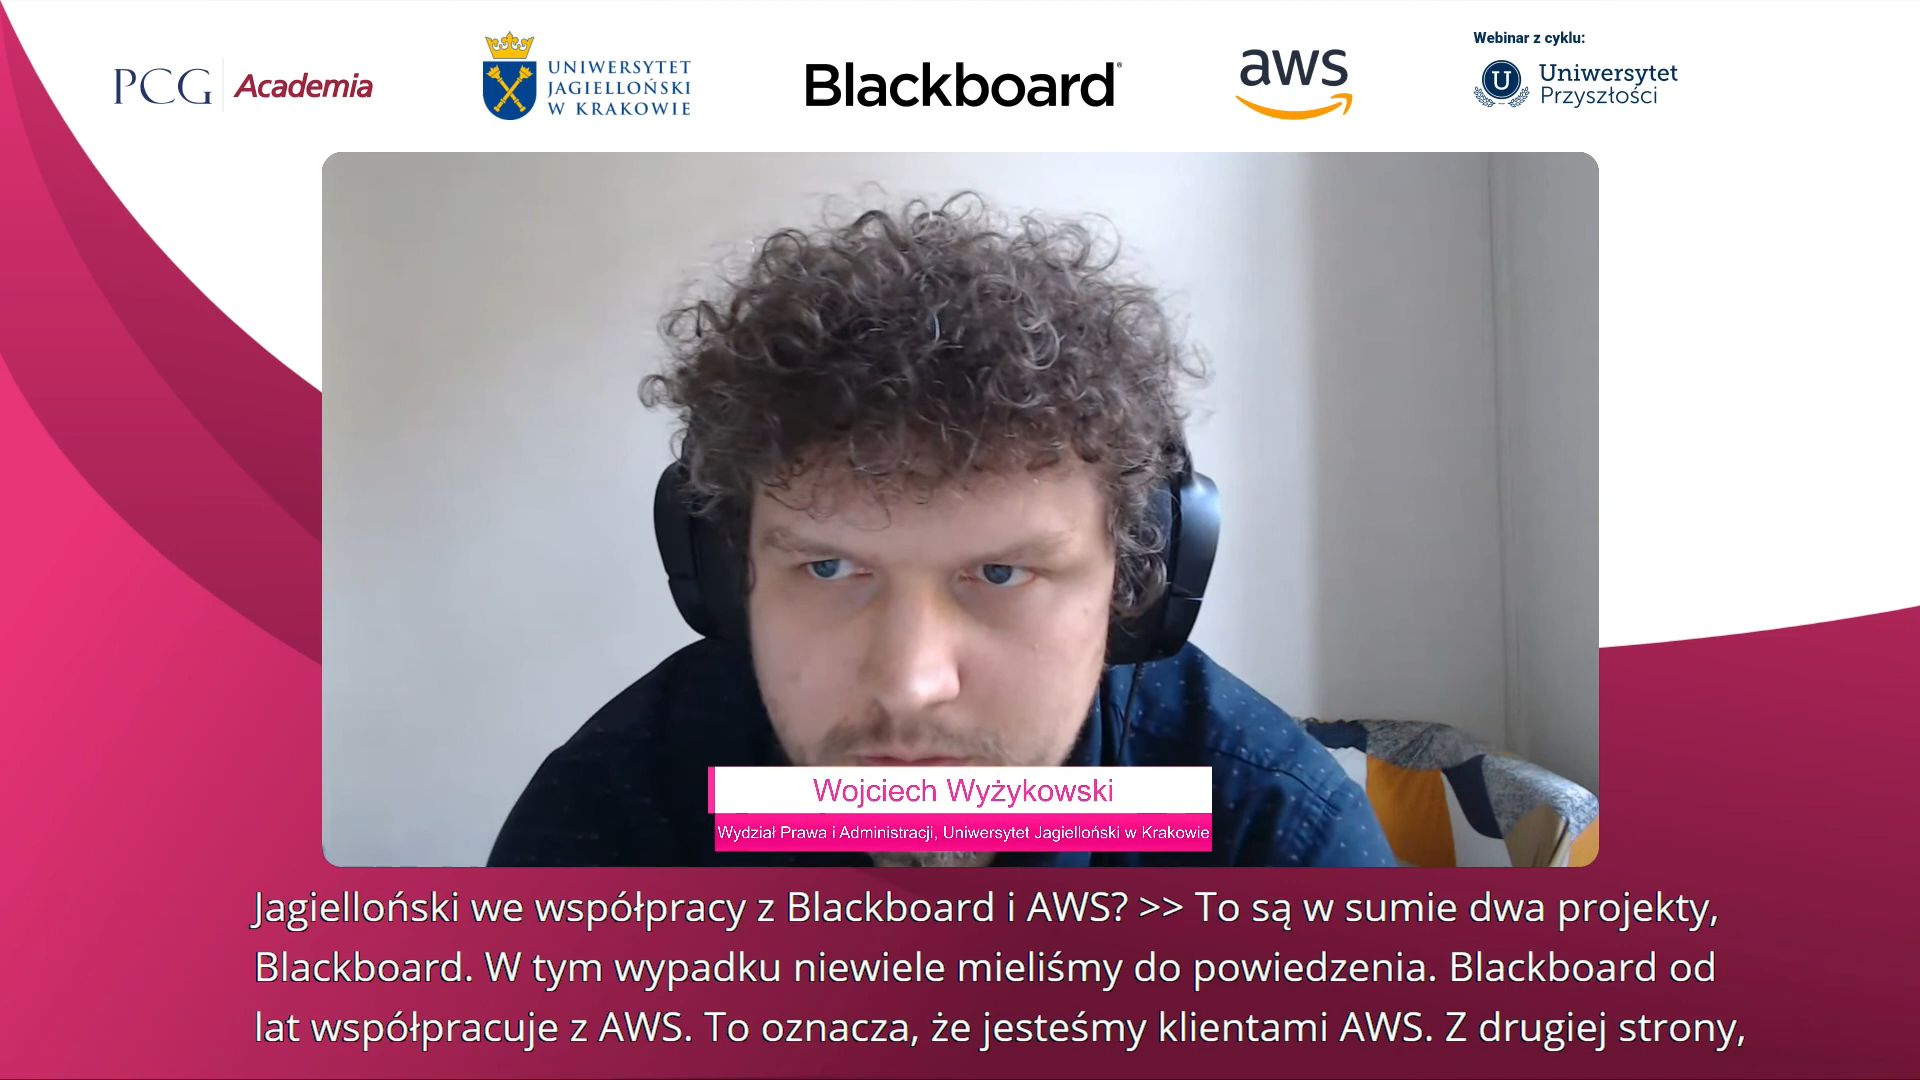 PCG Academia
UNIWERSYTET
JAGIELLOŃSKI
W KRAKOWIE
Blackboard
aws
Webinar z cyklu:
U
Uniwersytet
Przyszłości
Wojciech Wyżykowski
Wydział Prawa i Administracji, Uniwersytet Jagielloński w Krakowie
Jagielloński we współpracy z Blackboard i AWS? >> To są w sumie dwa projekty,
Blackboard. W tym wypadku niewiele mieliśmy do powiedzenia. Blackboard od
lat współpracuje z AWS. To oznacza, że jesteśmy klientami AWS. Z drugiej strony,